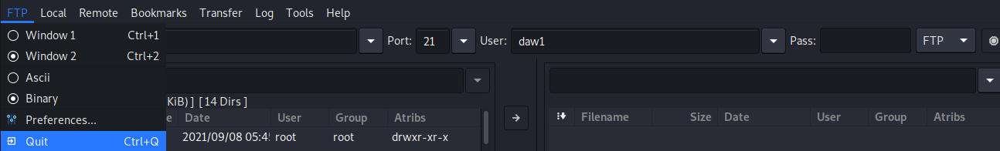 FTP Local Remote Bookmarks Transfer Log Tools Help
Window 1 Ctrl+1 Port: 21 User: daw1 Pass: FTP
Window 2 Ctrl+2
Ascii
Binary KiB)] [14 Dirs]
Preferences... e Date User Group Atribs Filename Size Date User Group Atribs
Quit Ctrl+Q 2021/09/08 05:45 root root drwxr-xr-x